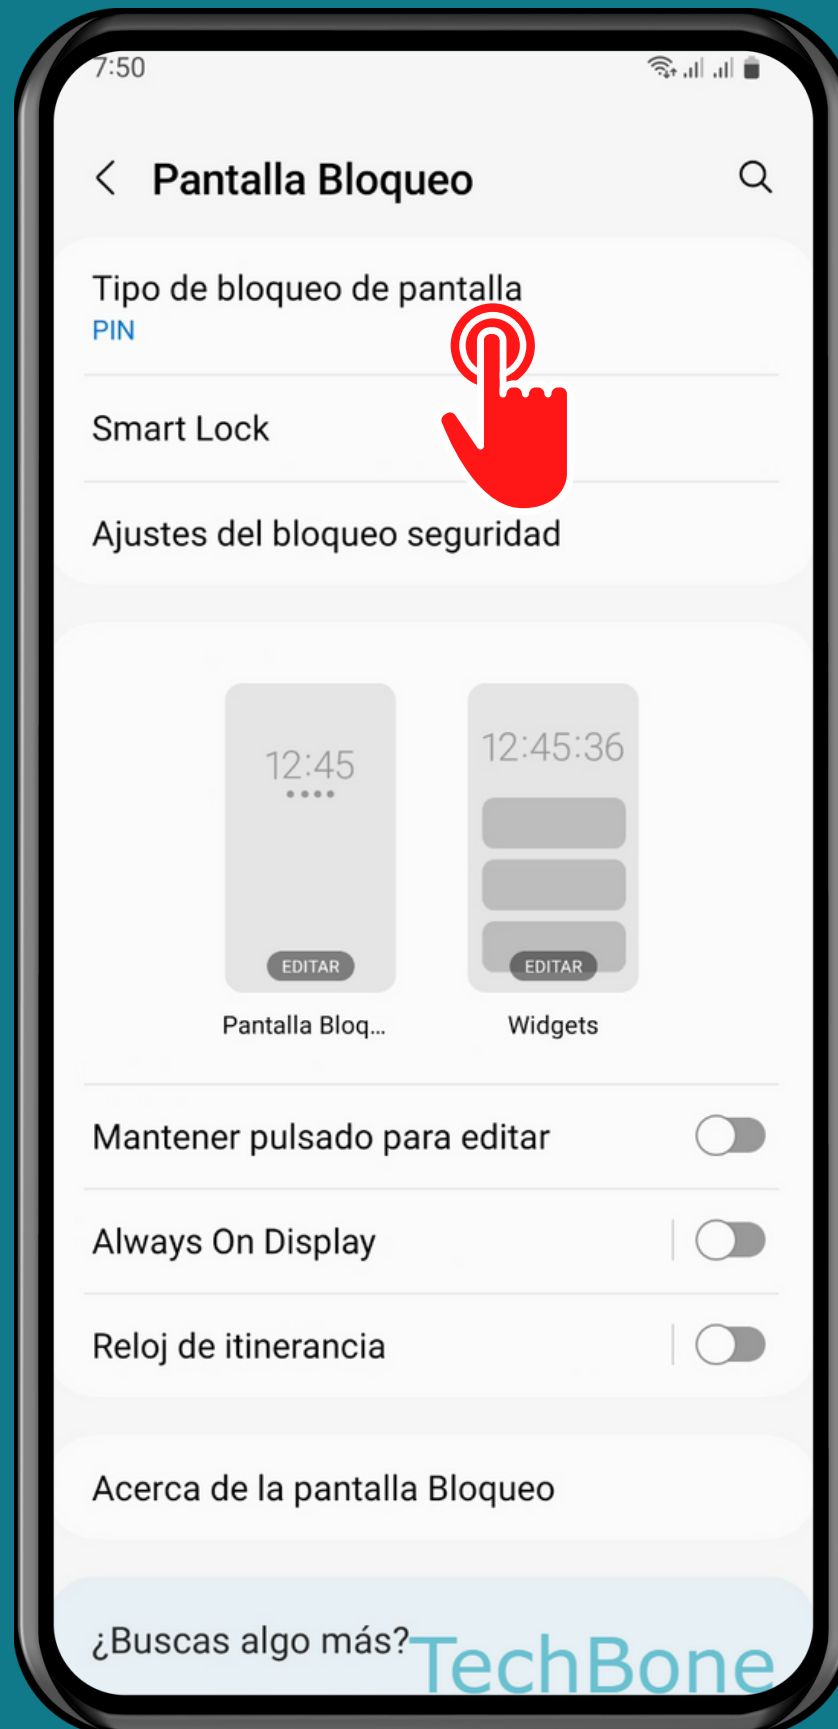 7:50
Pantalla Bloqueo
Tipo de bloqueo de pantalla
PIN
Smart Lock
Ajustes del bloqueo seguridad
12:45
12:45:36
EDITAR
EDITAR
Pantalla Bloq...
Widgets
Mantener pulsado para editar
Always On Display
Reloj de itinerancia
Acerca de la pantalla Bloqueo
¿Buscas algo más?
TechBone